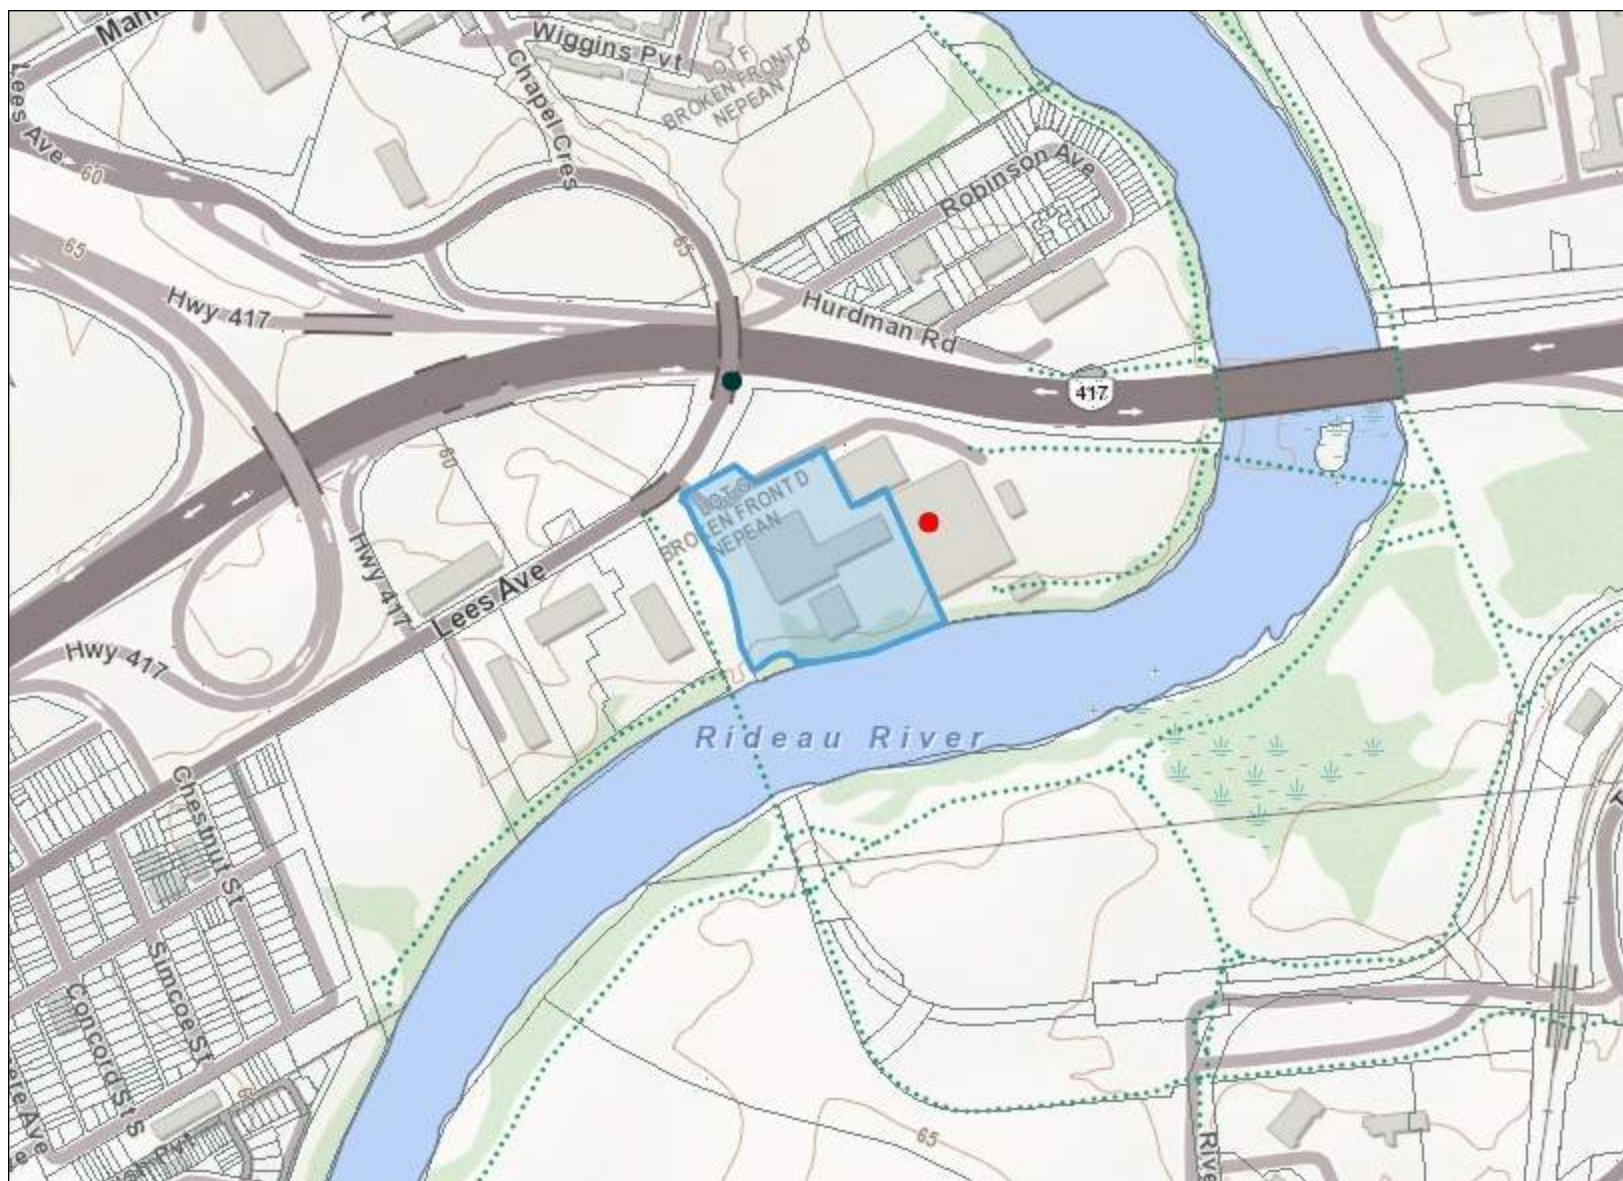 Wiggins Pvt
LOT F
BROKEN FRONT D
NEPEAN
Lees Ave
Chapel Cres
60
Robinson Ave
65
65
Hwy 417
Hurdman Rd
417
60
BROKEN FRONT D
NEPEAN
Hwy 417
Lees Ave
Hwy 417
Rideau River
Chestnut St
Simcoe St
Concord St S
65